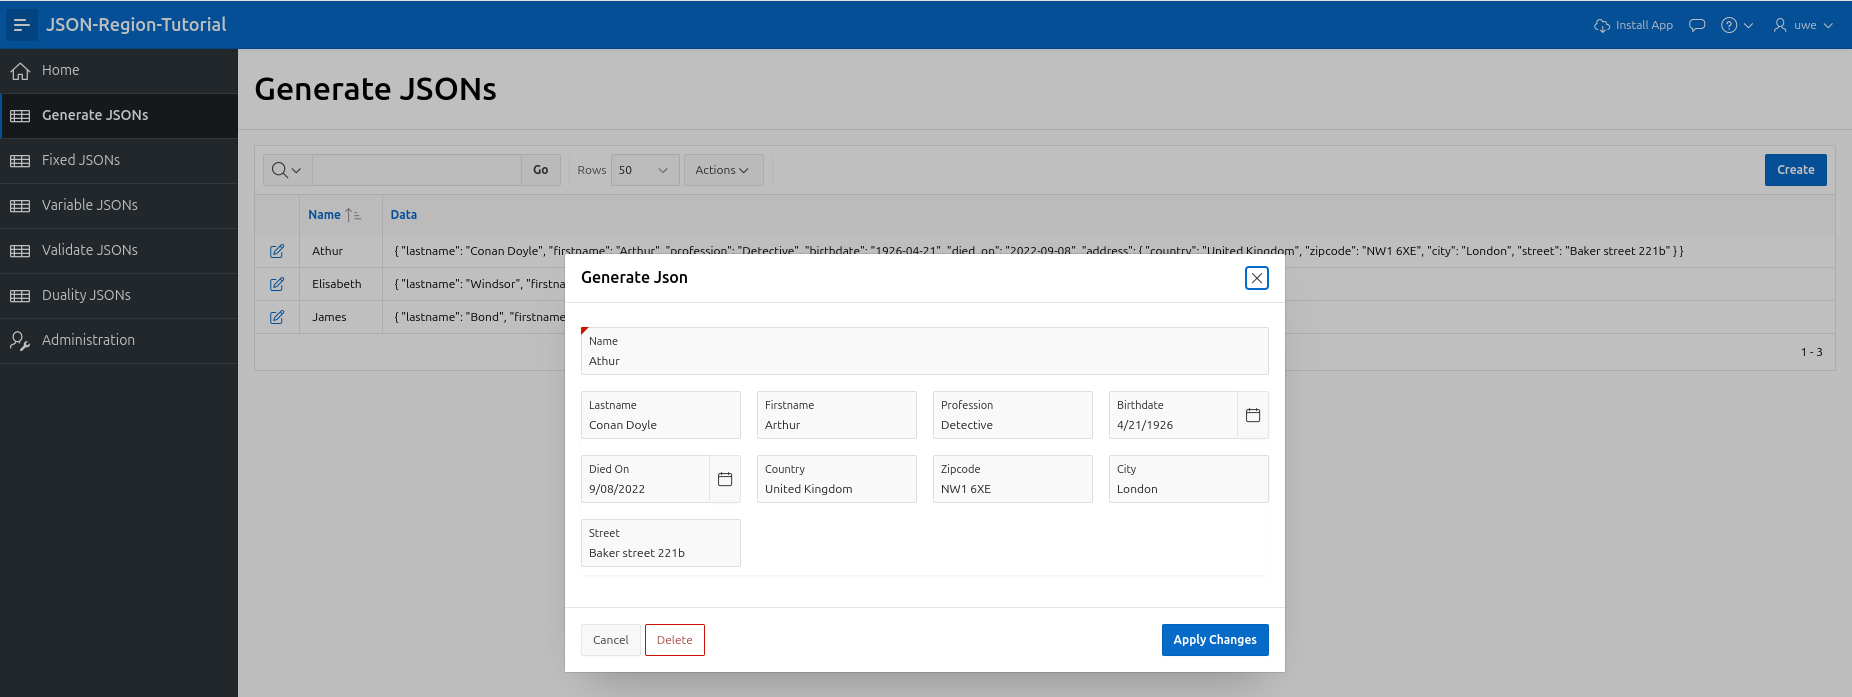 JSON-Region-Tutorial
Install App
uwe
Home
Generate JSONs
Fixed JSONs
Variable JSONs
Validate JSONs
Duality JSONs
Administration
Generate JSONs
Go
Rows
50
Actions
Create
Name
Data
Athur
{ "lastname": "Conan Doyle", "firstname": "Arthur", "profession": "Detective", "birthdate": "1926-04-21", "died_on": "2022-09-08", "address": { "country": "United Kingdom", "zipcode": "NW1 6XE", "city": "London", "street": "Baker street 221b" } }
Elisabeth
{ "lastname": "Windsor", "firstna
James
{ "lastname": "Bond", "firstname
1 - 3
Generate Json
Name
Athur
Lastname
Conan Doyle
Firstname
Arthur
Profession
Detective
Birthdate
4/21/1926
Died On
9/08/2022
Country
United Kingdom
Zipcode
NW1 6XE
City
London
Street
Baker street 221b
Cancel
Delete
Apply Changes